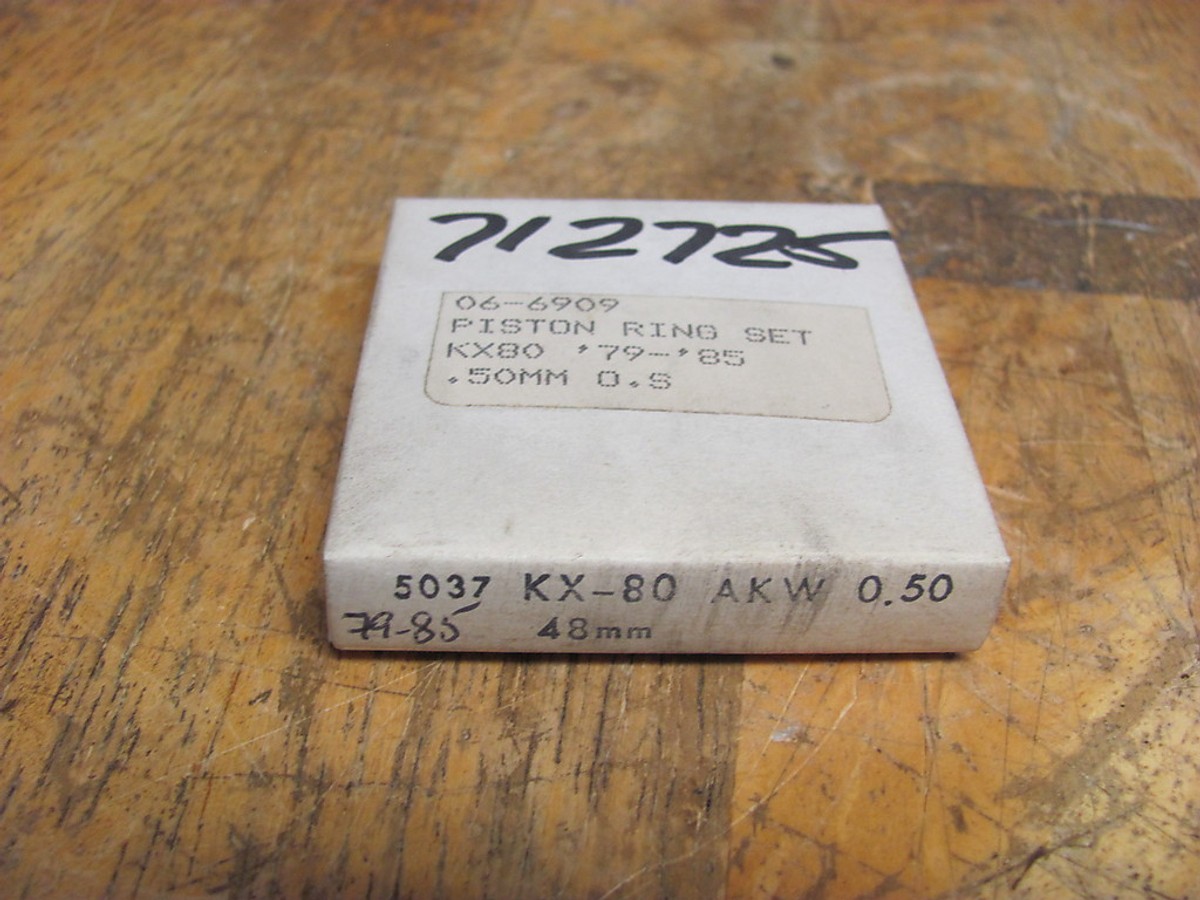 712725
06-6909
PISTON RING SET
KX80 '79-'85
.50MM O.S
5037 KX-80 AKW 0.50
79-85 48mm